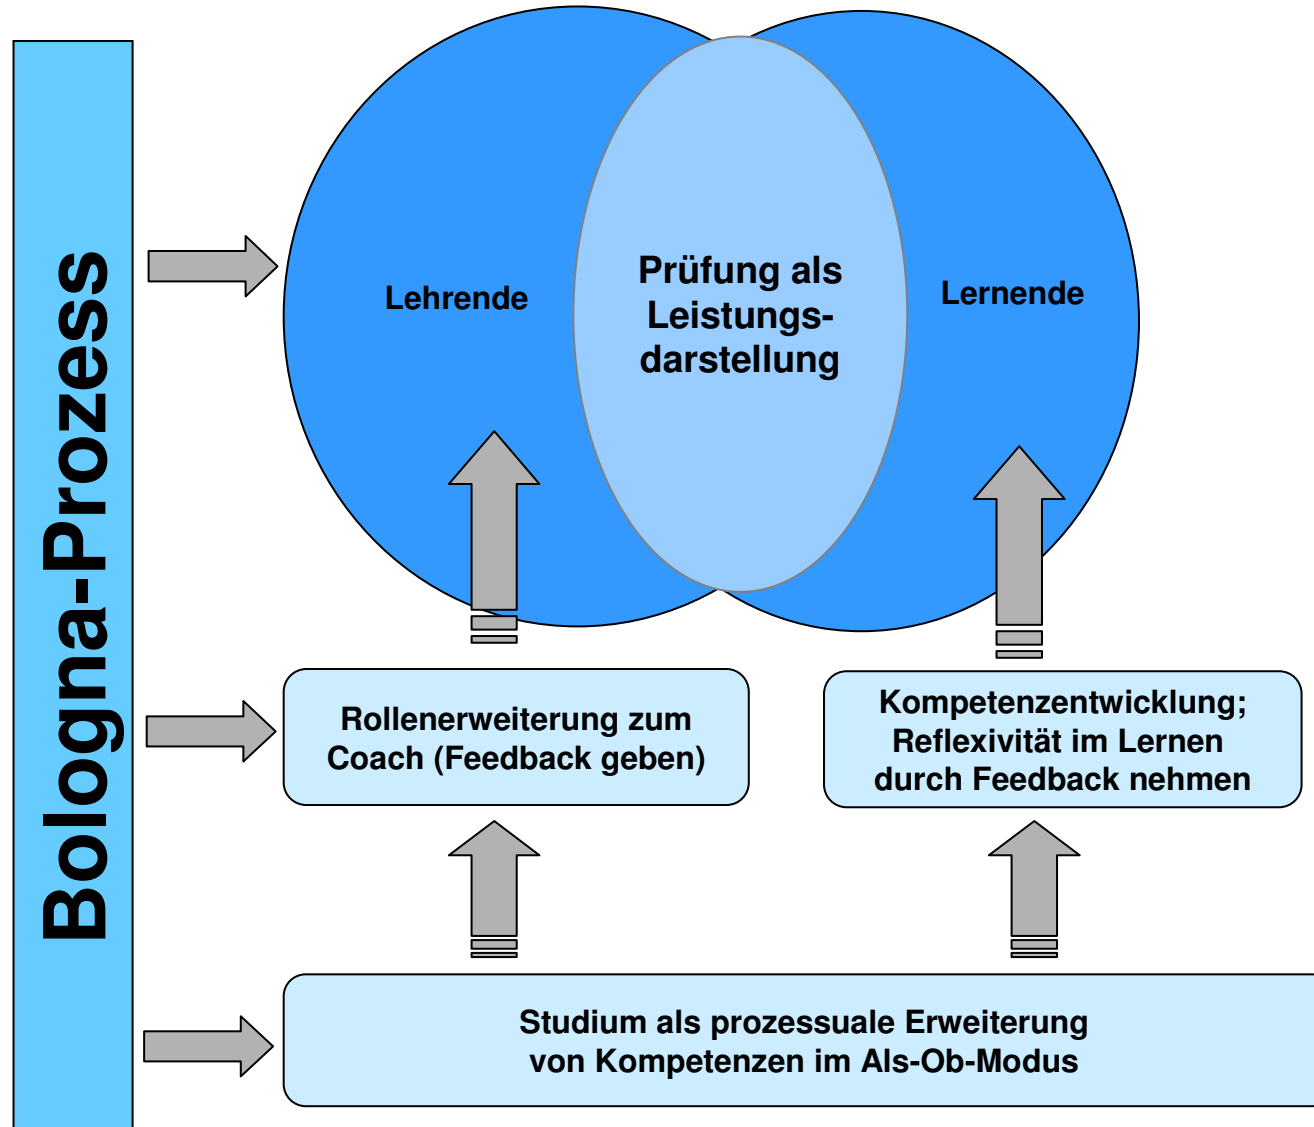 Bologna-Prozess
Lehrende
Prüfung als
Leistungs-
darstellung
Lernende
Rollenerweiterung zum
Coach (Feedback geben)
Kompetenzentwicklung;
Reflexivität im Lernen
durch Feedback nehmen
Studium als prozessuale Erweiterung
von Kompetenzen im Als-Ob-Modus